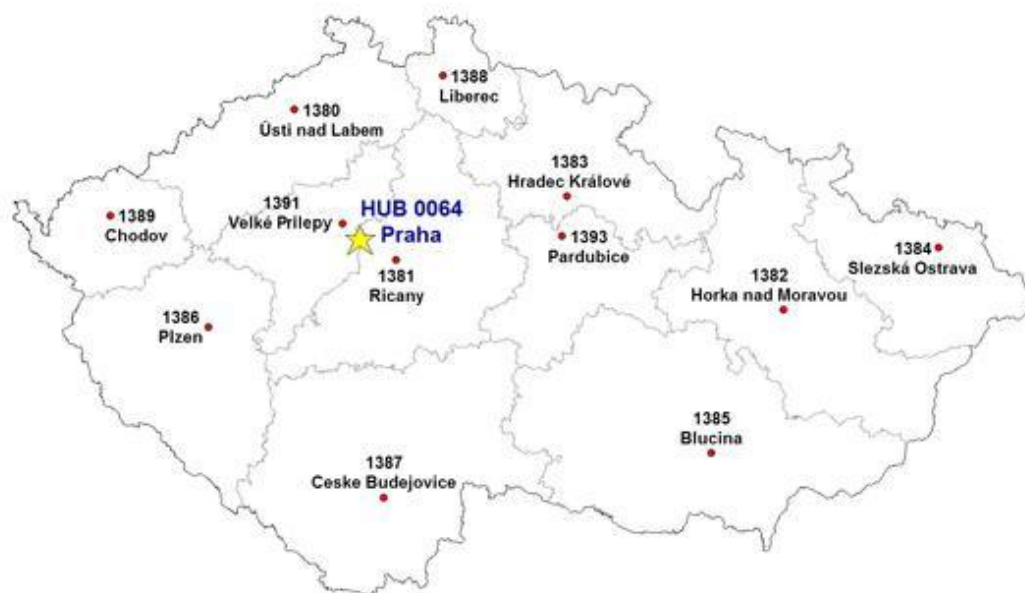 1388
Liberec
1380
Ústi nad Labem
1383
Hradec Králové
1391
Velké Prilepy
HUB 0064
Praha
1389
Chodov
1393
Pardubice
1384
Slezská Ostrava
1381
Ricany
1382
Horka nad Moravou
1386
Plzen
1385
Blucina
1387
Ceske Budejovice